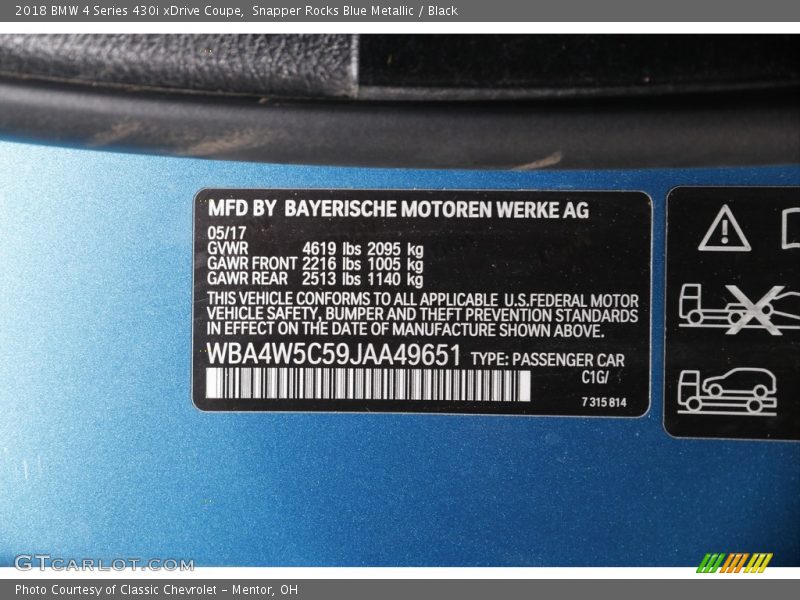 2018 BMW 4 Series 430i xDrive Coupe,  Snapper Rocks Blue Metallic / Black
MFD BY BAYERISCHE MOTOREN WERKE AG
05/17
GVWR 4619 lbs 2095 kg
GAWR FRONT 2216 lbs 1005 kg
GAWR REAR 2513 lbs 1140 kg
THIS VEHICLE CONFORMS TO ALL APPLICABLE U.S.FEDERAL MOTOR
VEHICLE SAFETY, BUMPER AND THEFT PREVENTION STANDARDS
IN EFFECT ON THE DATE OF MANUFACTURE SHOWN ABOVE.
WBA4W5C59JAA49651 TYPE: PASSENGER CAR
C1G/
7 315 814
GTCARLOT.COM
Photo Courtesy of Classic Chevrolet - Mentor, OH